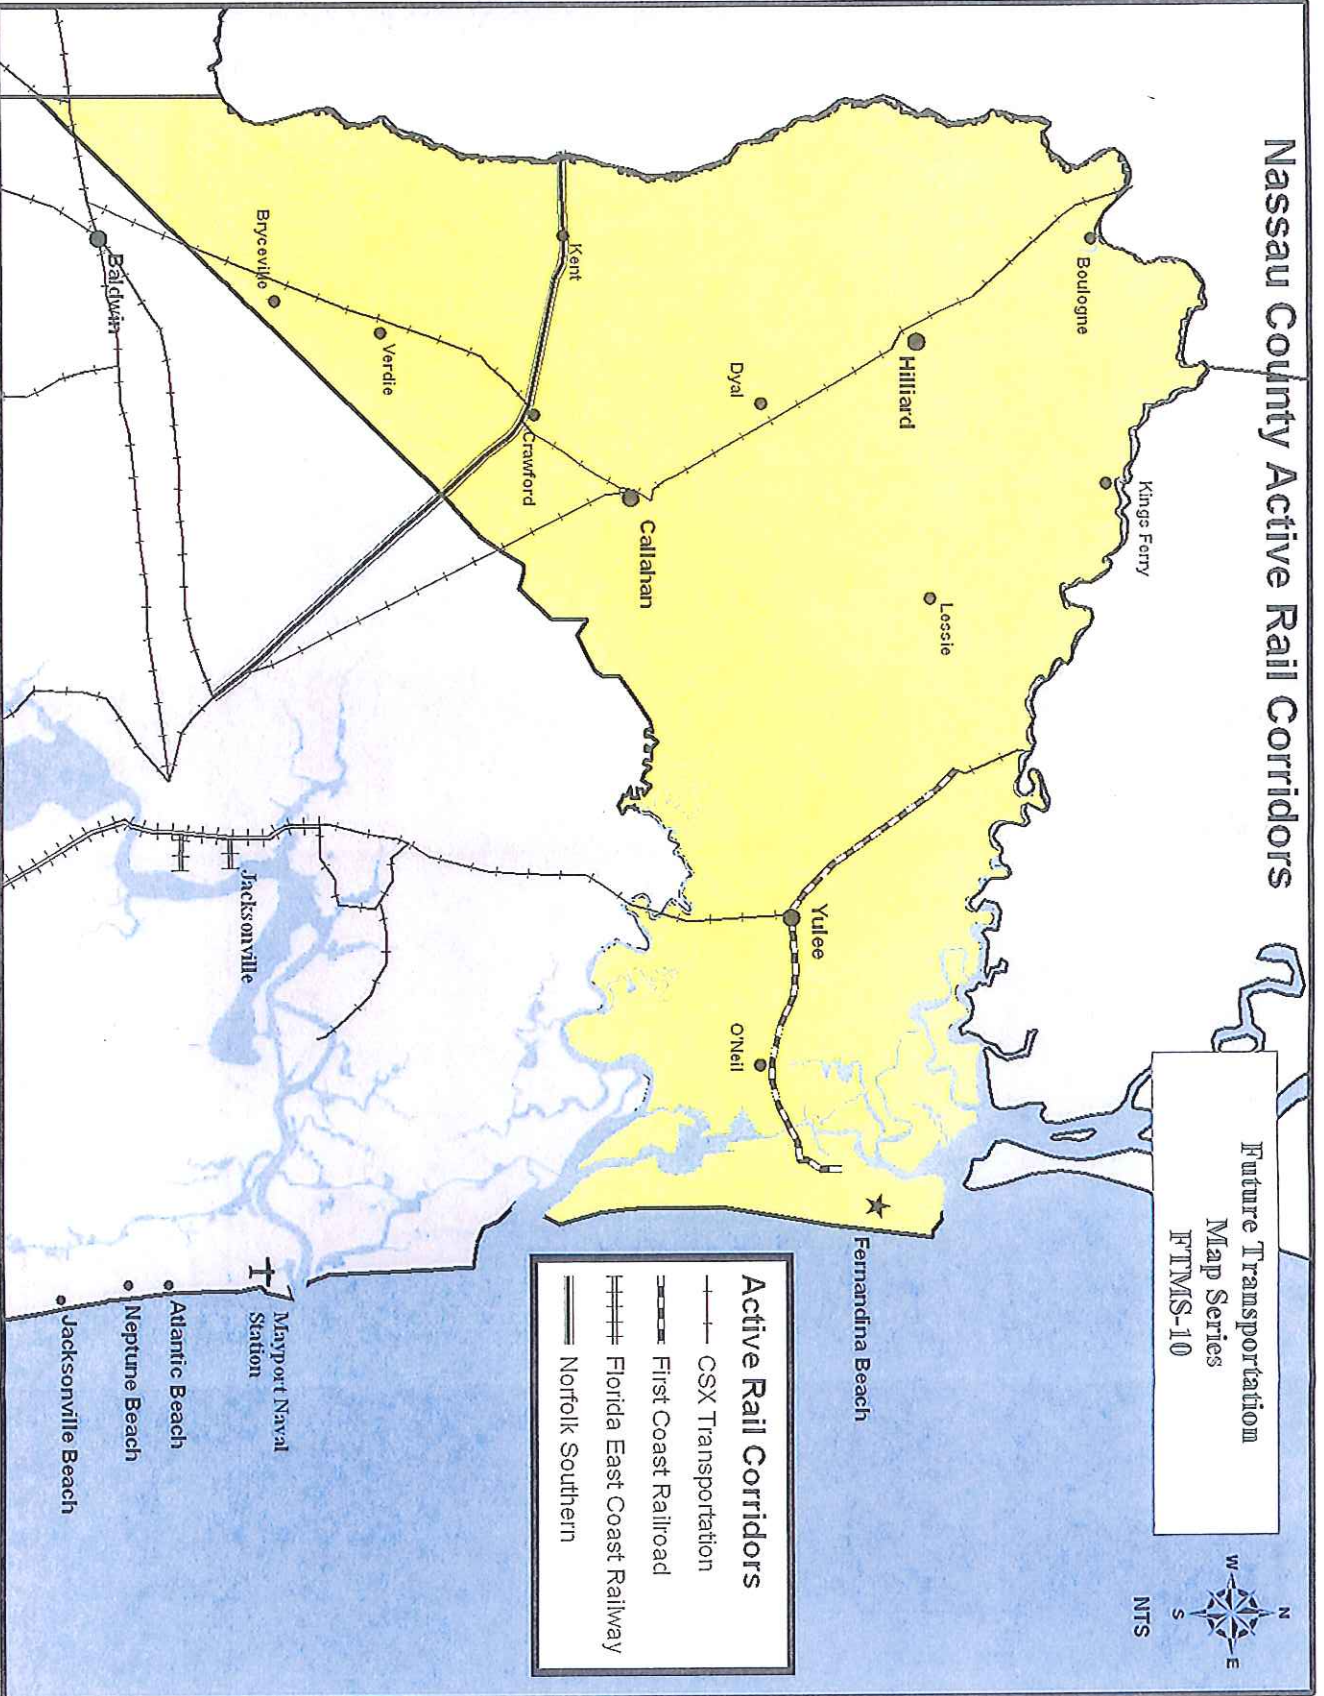 Nassau County Active Rail Corridors
Future Transportation
Map Series
FTMS-10
N
W
E
S
NTS
Boulogne
Kings Ferry
Hilliard
Lessie
Dyal
Yulee
O'Neil
Fernandina Beach
Callahan
Kent
Crawford
Verdie
Bryceville
Baldwin
Jacksonville
Mayport Naval
Station
Atlantic Beach
Neptune Beach
Jacksonville Beach
Active Rail Corridors
CSX Transportation
First Coast Railroad
Florida East Coast Railway
Norfolk Southern